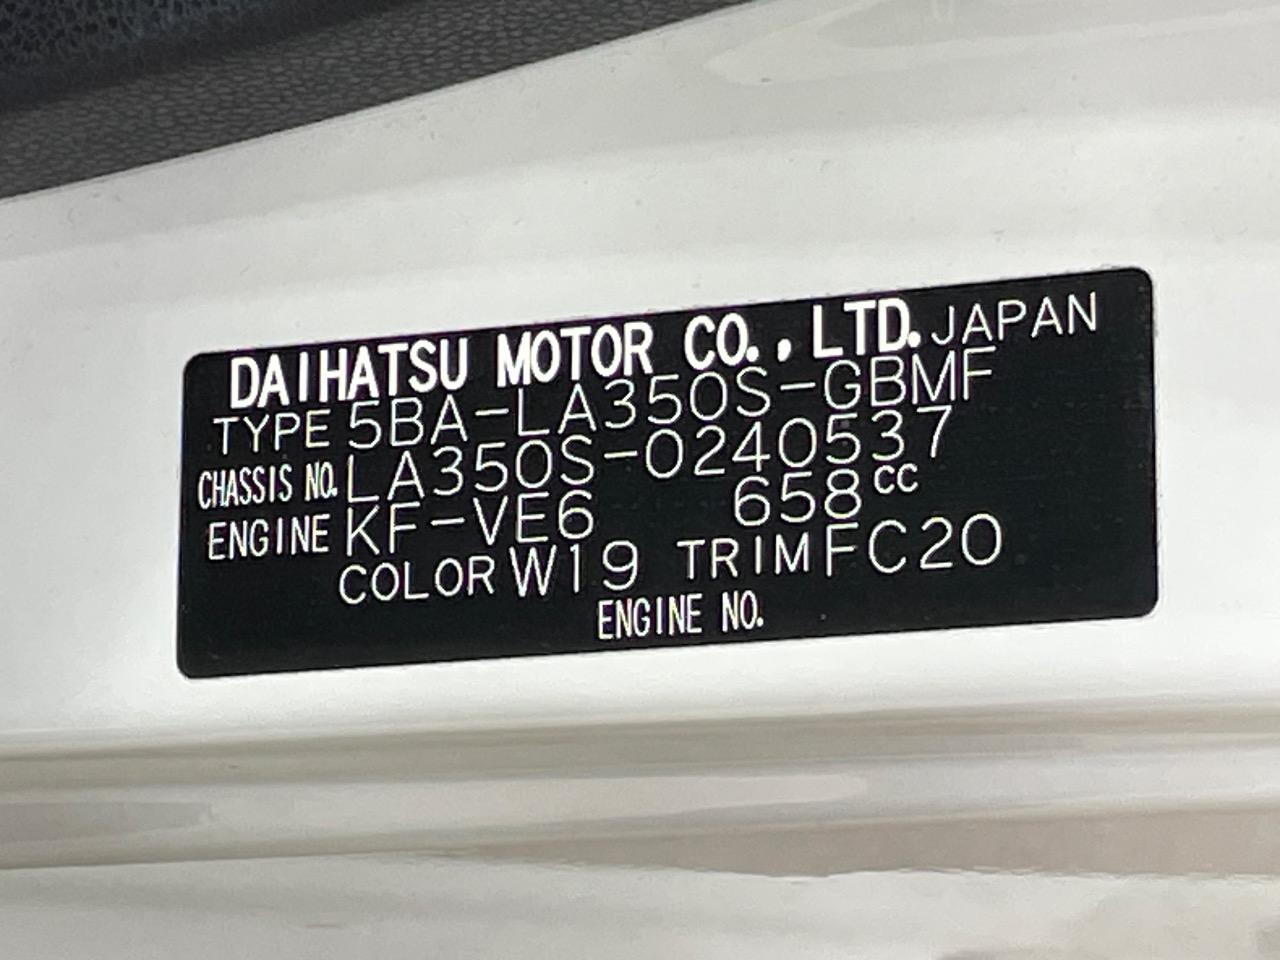 DAIHATSU MOTOR CO., LTD. JAPAN
TYPE 5BA-LA350S-GBMF
CHASSIS NO. LA350S-0240537
ENGINE KF-VE6 658cc
COLOR W19 TRIM FC20
ENGINE NO.